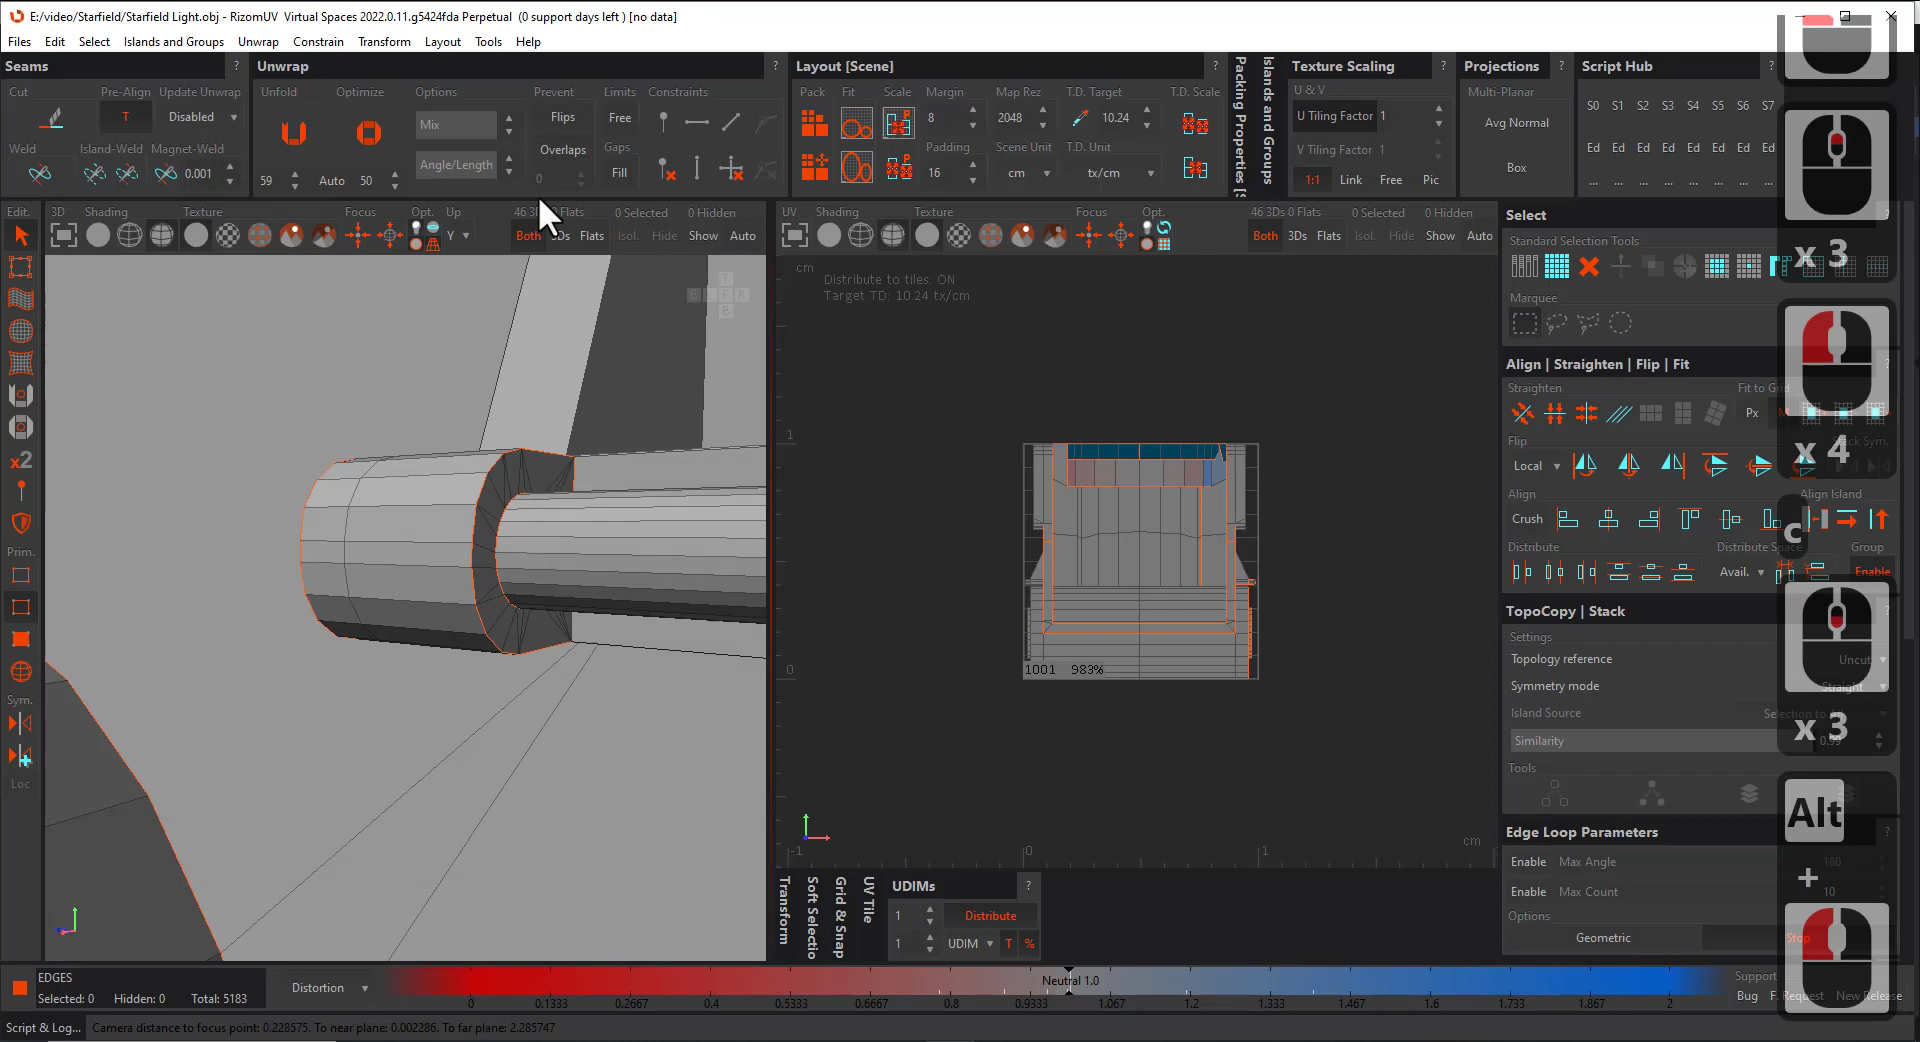 E:/video/Starfield/Starfield Light.obj - RizomUV Virtual Spaces 2022.0.11.g5424fda Perpetual (0 support days left ) [no data]
Files Edit Select Islands and Groups Unwrap Constrain Transform Layout Tools Help
Seams ? Unwrap ? Layout [Scene] ? Texture Scaling ? Projections ? Script Hub ?
Cut Pre-Align Update Unwrap Unfold Optimize Options Prevent Limits Constraints Pack Fit Scale Margin Map Rez T.D. Target T.D. Scale U & V Multi-Planar
T Disabled Mix Flips Free 8 2048 10.24 U Tiling Factor 1 Avg Normal S0 S1 S2 S3 S4 S5 S6 S7
Weld Island-Weld Magnet-Weld Angle/Length Overlaps Gaps Padding Scene Unit T.D. Unit V Tiling Factor 1 Box Ed Ed Ed Ed Ed Ed Ed Ed
0.001 59 Auto 50 0 Fill 16 cm tx/cm 1:1 Link Free Pic ... ... ... ... ... ... ... ...
Packing Properties [S
Islands and Groups
Edit. 3D Shading Texture Focus Opt. Up 0 Selected 0 Hidden
Y Both 3Ds Flats Isol. Hide Show Auto
UV Shading Texture Focus Opt. 46 3Ds 0 Flats 0 Selected 0 Hidden
Both 3Ds Flats Isol. Hide Show Auto
cm Distribute to tiles: ON
Target TD: 10.24 tx/cm
1
0
1001 983%
cm
-1 0 1
x2
Prim.
Sym.
Loc
Select
Standard Selection Tools
Marquee
Align | Straighten | Flip | Fit
Straighten Fit to Grid
Px
Flip Stack Sym.
Local
Align Align Island
Crush
Distribute Distribute Space Group
Avail. Enable
TopoCopy | Stack ?
Settings
Topology reference Uncut
Symmetry mode Straight
Island Source
Similarity 0.99
Tools
Edge Loop Parameters ?
Enable Max Angle 180
Enable Max Count 10
Options
Geometric Stop
x 3
x 4
c
x 3
Alt
+
Transform
Soft Selectio
Grid & Snap
UV Tile
UDIMs ?
1 Distribute
1 UDIM T %
EDGES
Selected: 0 Hidden: 0 Total: 5183
Distortion Neutral 1.0
0 0.1333 0.2667 0.4 0.5333 0.6667 0.8 0.9333 1.067 1.2 1.333 1.467 1.6 1.733 1.867 2
Support
Bug F. Request New Release
Script & Log... Camera distance to focus point: 0.228575. To near plane: 0.002286. To far plane: 2.285747